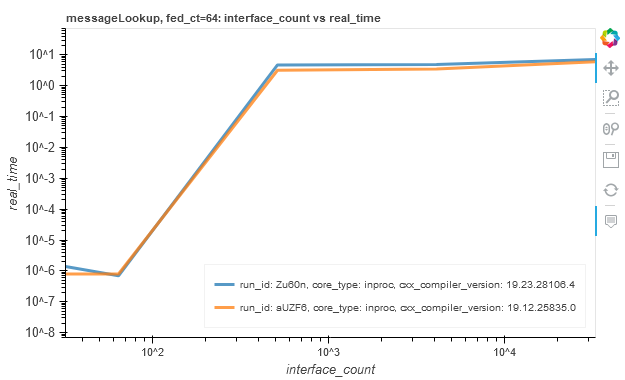 messageLookup, fed_ct=64: interface_count vs real_time
10^1
10^0
10^-1
10^-2
10^-3
10^-4
10^-5
10^-6
10^-7
10^-8
real_time
run_id: Zu60n, core_type: inproc, cxx_compiler_version: 19.23.28106.4
run_id: aUZF6, core_type: inproc, cxx_compiler_version: 19.12.25835.0
10^2
10^3
10^4
interface_count